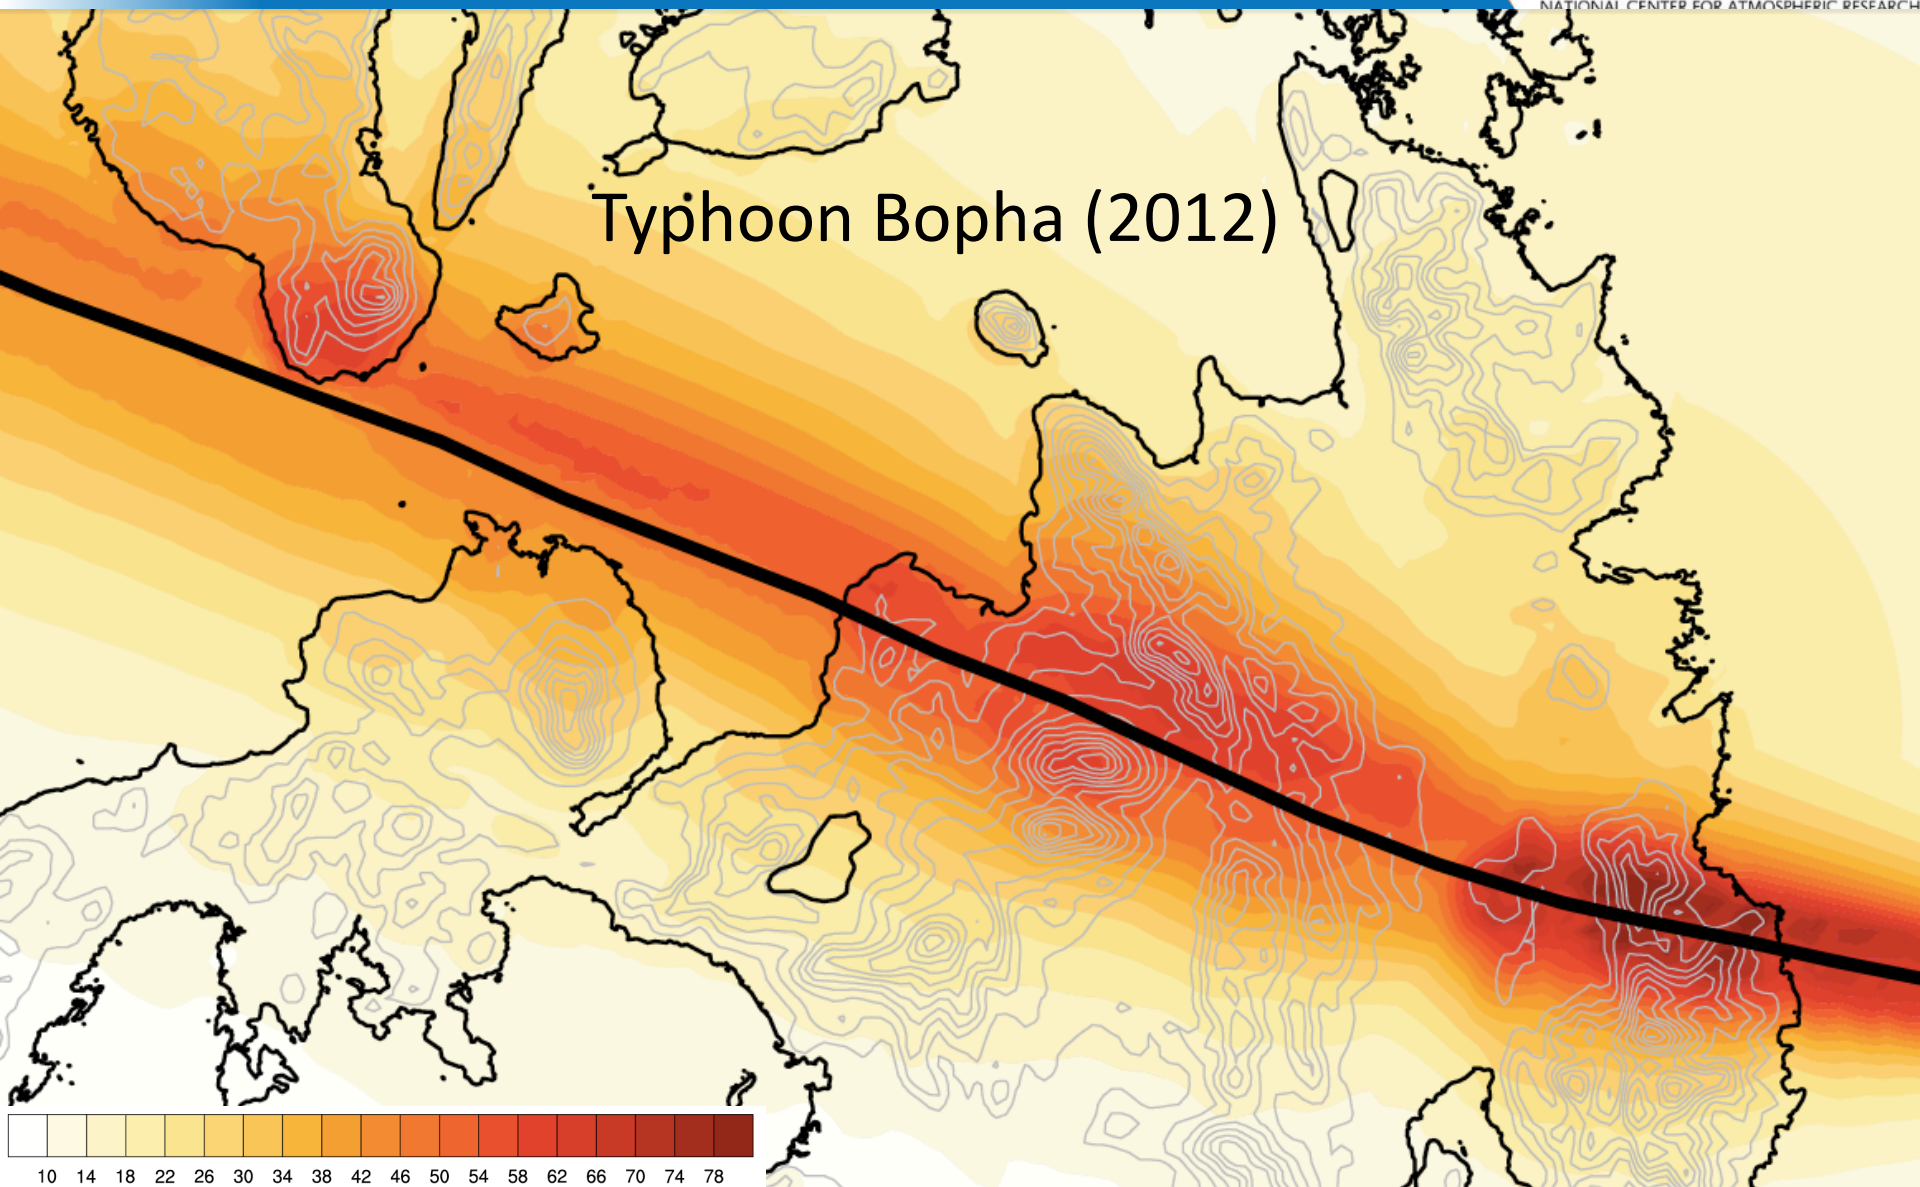 NATIONAL CENTER FOR ATMOSPHERIC RESEARCH
Typhoon Bopha (2012)
10 14 18 22 26 30 34 38 42 46 50 54 58 62 66 70 74 78